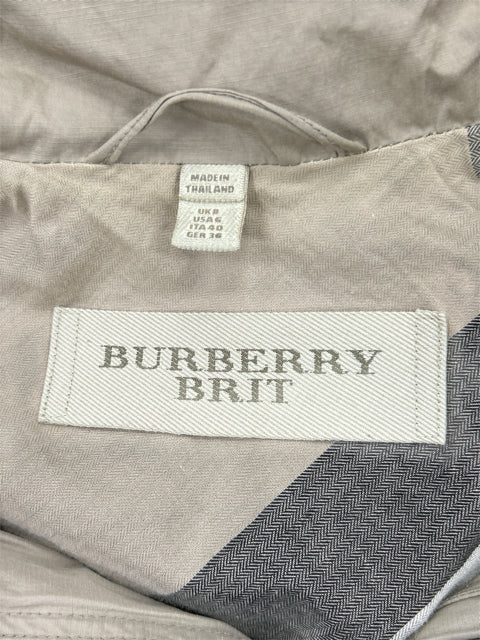 MADE IN
THAILAND
UK 8
USA 6
ITA 40
GER 36
BURBERRY
BRIT